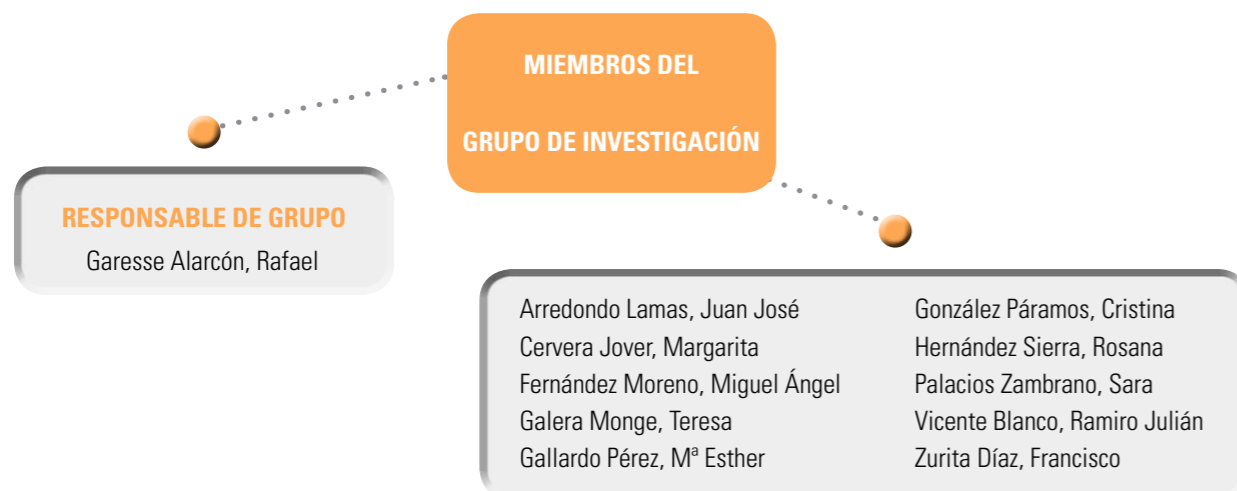 MIEMBROS DEL
GRUPO DE INVESTIGACIÓN
RESPONSABLE DE GRUPO
Garesse Alarcón, Rafael
Arredondo Lamas, Juan José
Cervera Jover, Margarita
Fernández Moreno, Miguel Ángel
Galera Monge, Teresa
Gallardo Pérez, Mª Esther
González Páramos, Cristina
Hernández Sierra, Rosana
Palacios Zambrano, Sara
Vicente Blanco, Ramiro Julián
Zurita Díaz, Francisco